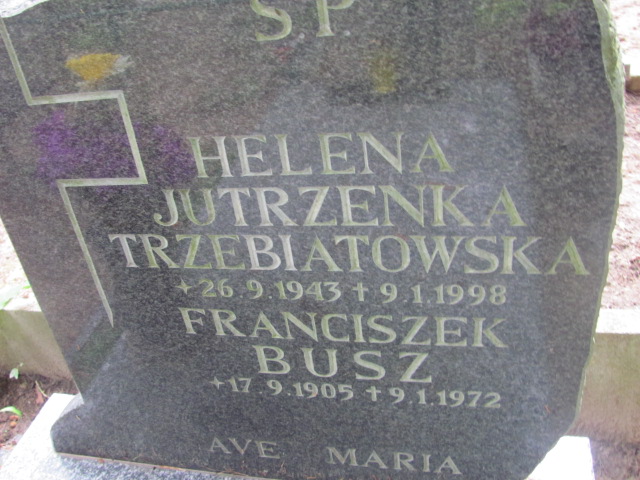 SP
HELENA
JUTRZENKA
TRZEBIATOWSKA
+26.9.1943 + 9.1.1998
FRANCISZEK
BUSZ
+17.9.1905 + 9.1.1972
AVE MARIA